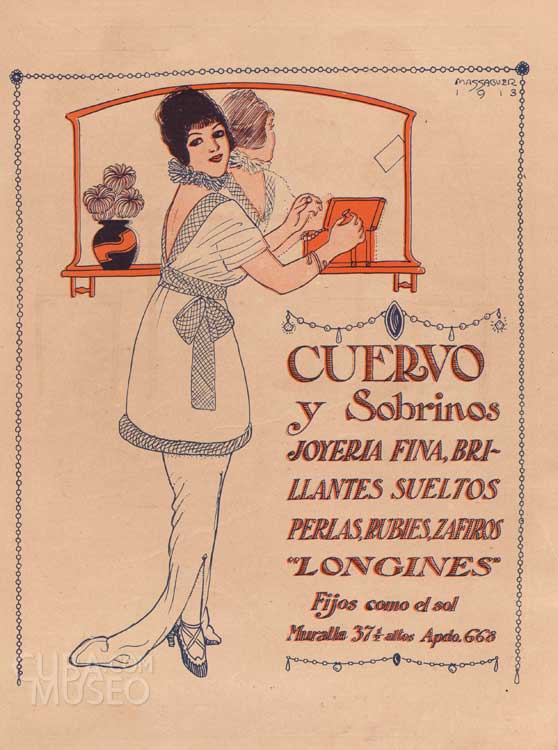 MASSAGUER
1913
CUERVO
y Sobrinos
JOYERIA FINA, BRI-
LLANTES SUELTOS
PERLAS, RUBIES, ZAFIROS
"LONGINES"
Fijos como el sol
Muralla 37½ altos Apdo. 668
CUBA
MUSEO